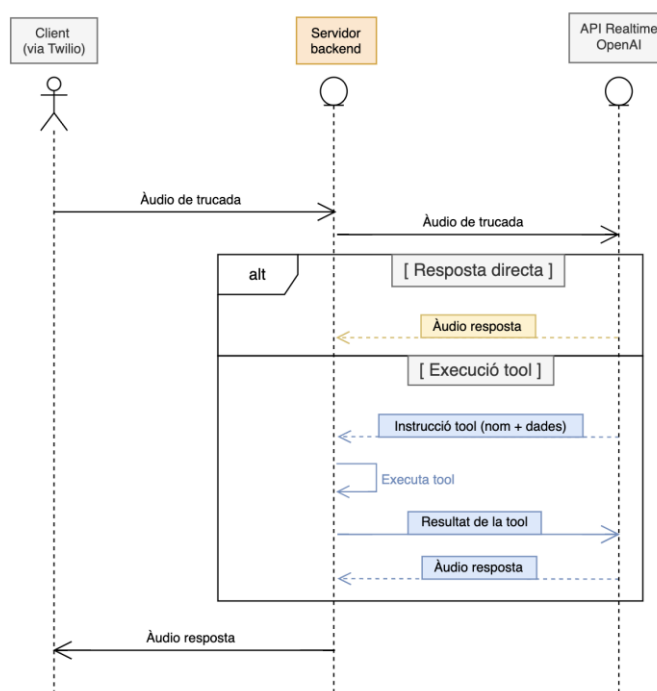 Client
(via Twilio)
Servidor
backend
API Realtime
OpenAI
Àudio de trucada
Àudio de trucada
alt
[ Resposta directa ]
Àudio resposta
[ Execució tool ]
Instrucció tool (nom + dades)
Executa tool
Resultat de la tool
Àudio resposta
Àudio resposta